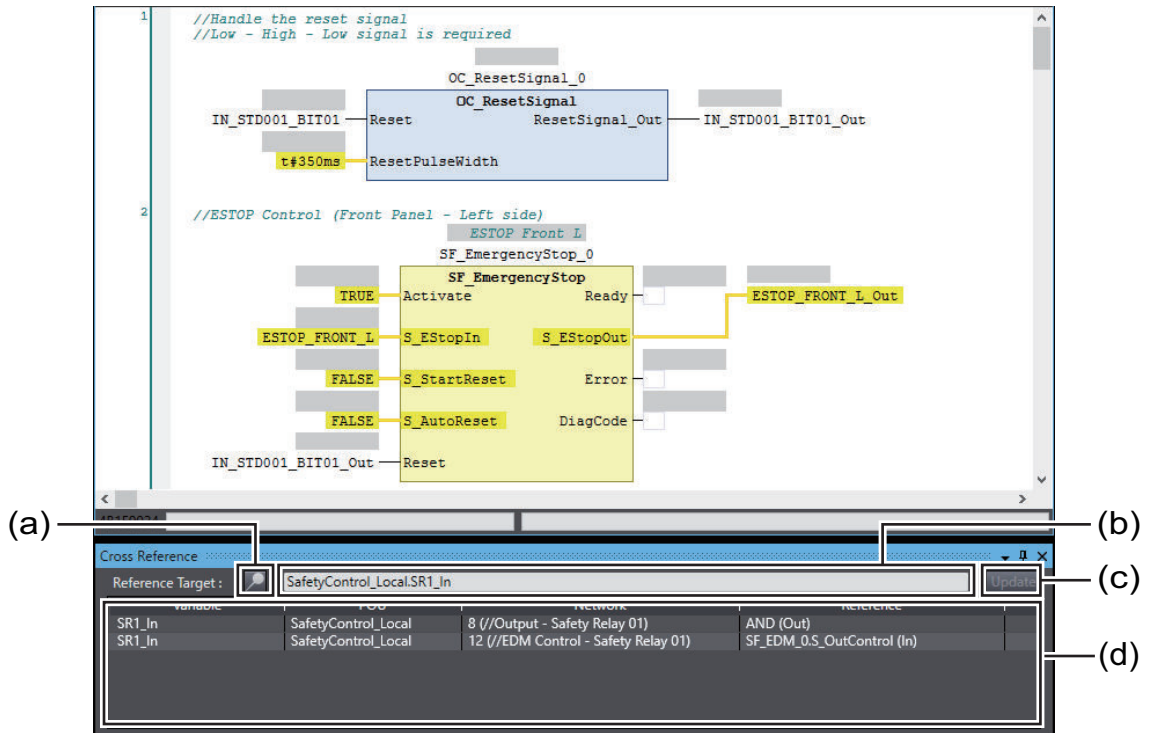 1 //Handle the reset signal
//Low - High - Low signal is required
OC_ResetSignal_0
OC_ResetSignal
IN_STD001_BIT01 Reset ResetSignal_Out IN_STD001_BIT01_Out
t#350ms ResetPulseWidth
2 //ESTOP Control (Front Panel - Left side)
ESTOP Front L
SF_EmergencyStop_0
SF_EmergencyStop
TRUE Activate Ready ESTOP_FRONT_L_Out
ESTOP_FRONT_L S_EStopIn S_EStopOut
FALSE S_StartReset Error
FALSE S_AutoReset DiagCode
IN_STD001_BIT01_Out Reset
(a) (b)
Cross Reference
Reference Target : SafetyControl_Local.SR1_In Update (c)
Variable POU Network Reference
SR1_In SafetyControl_Local 8 (//Output - Safety Relay 01) AND (Out)
SR1_In SafetyControl_Local 12 (//EDM Control - Safety Relay 01) SF_EDM_0.S_OutControl (In)
(d)